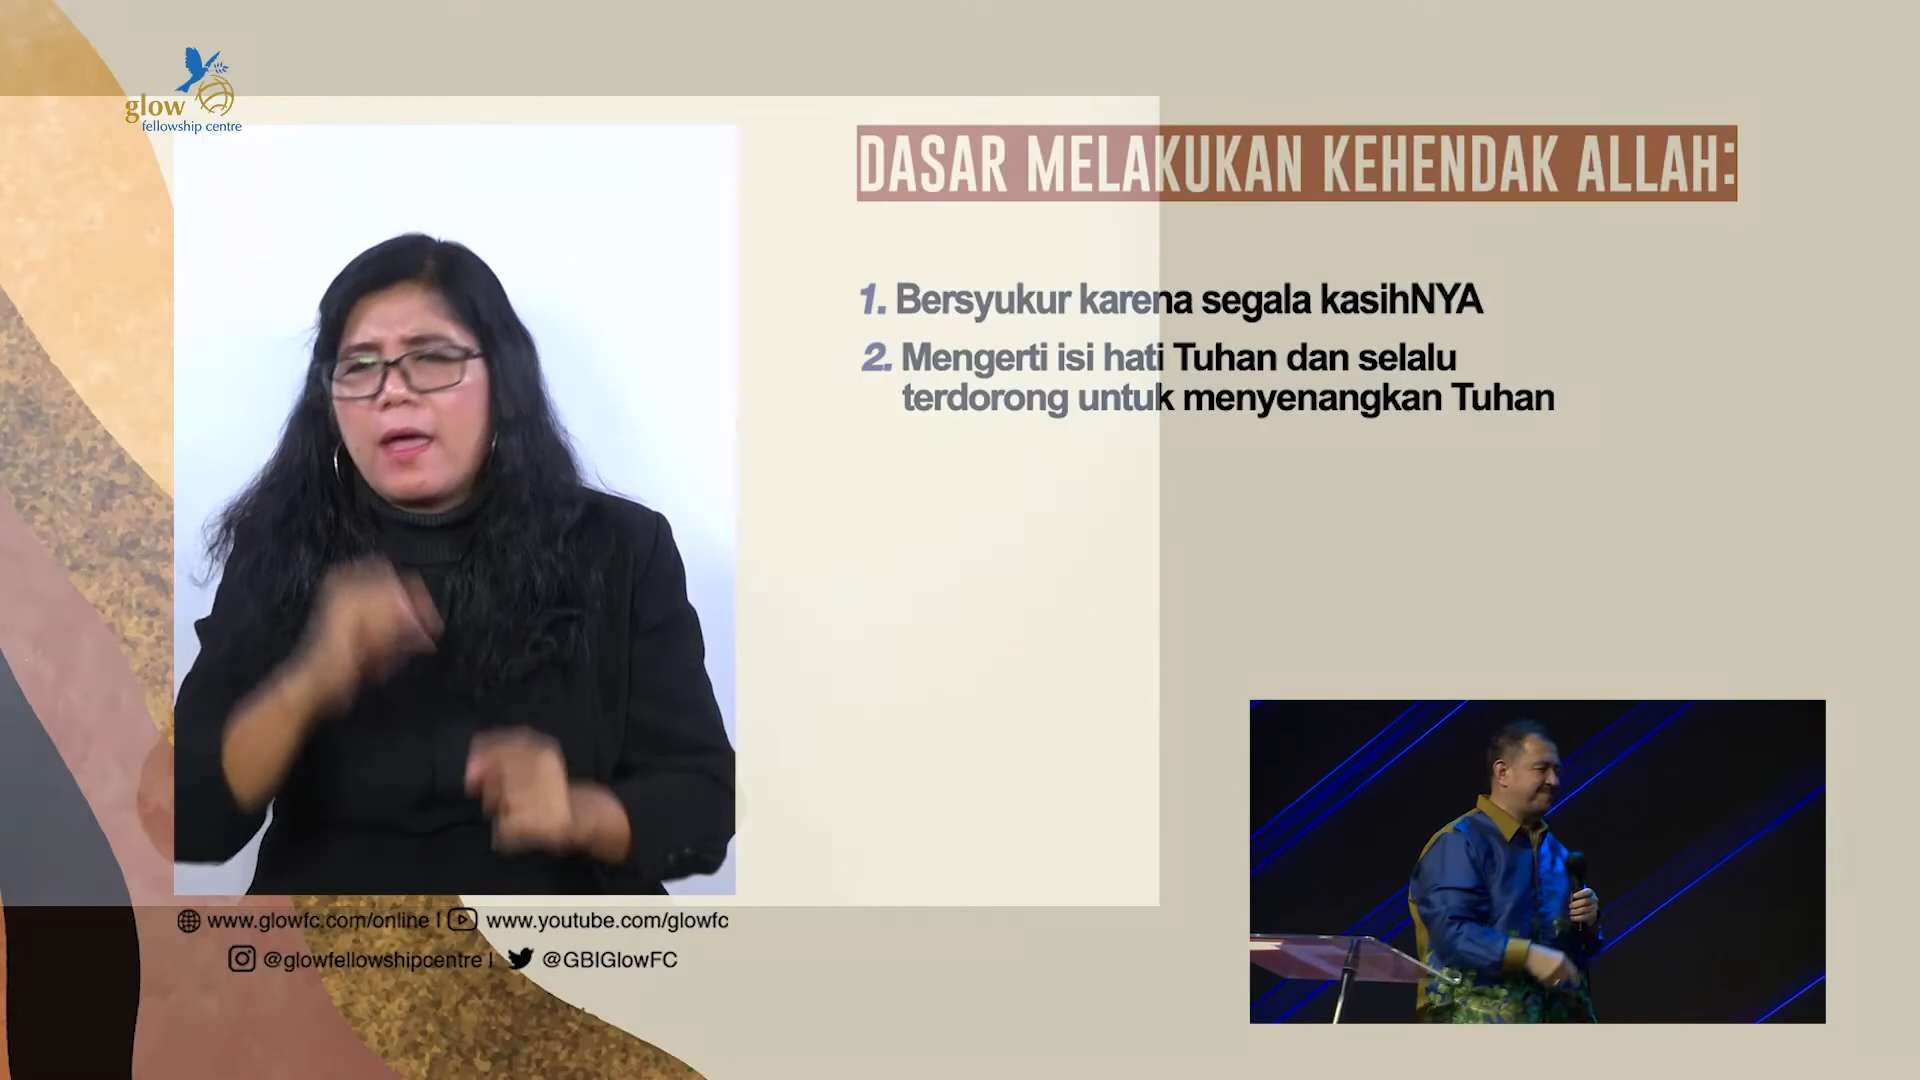 glow
fellowship centre
DASAR MELAKUKAN KEHENDAK ALLAH:
1. Bersyukur karena segala kasihNYA
2. Mengerti isi hati Tuhan dan selalu
terdorong untuk menyenangkan Tuhan
www.glowfc.com/online | www.youtube.com/glowfc
@glowfellowshipcentre | @GBIGlowFC